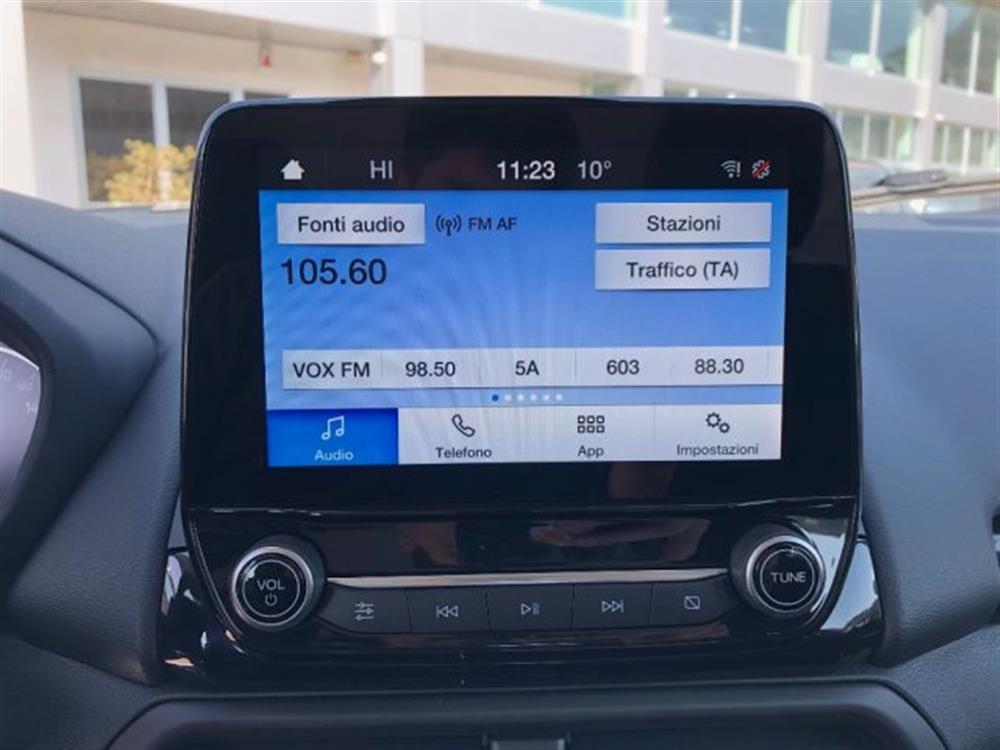 HI 11:23 10°
Fonti audio FM AF Stazioni
105.60 Traffico (TA)
VOX FM 98.50 5A 603 88.30
Audio Telefono App Impostazioni
VOL TUNE